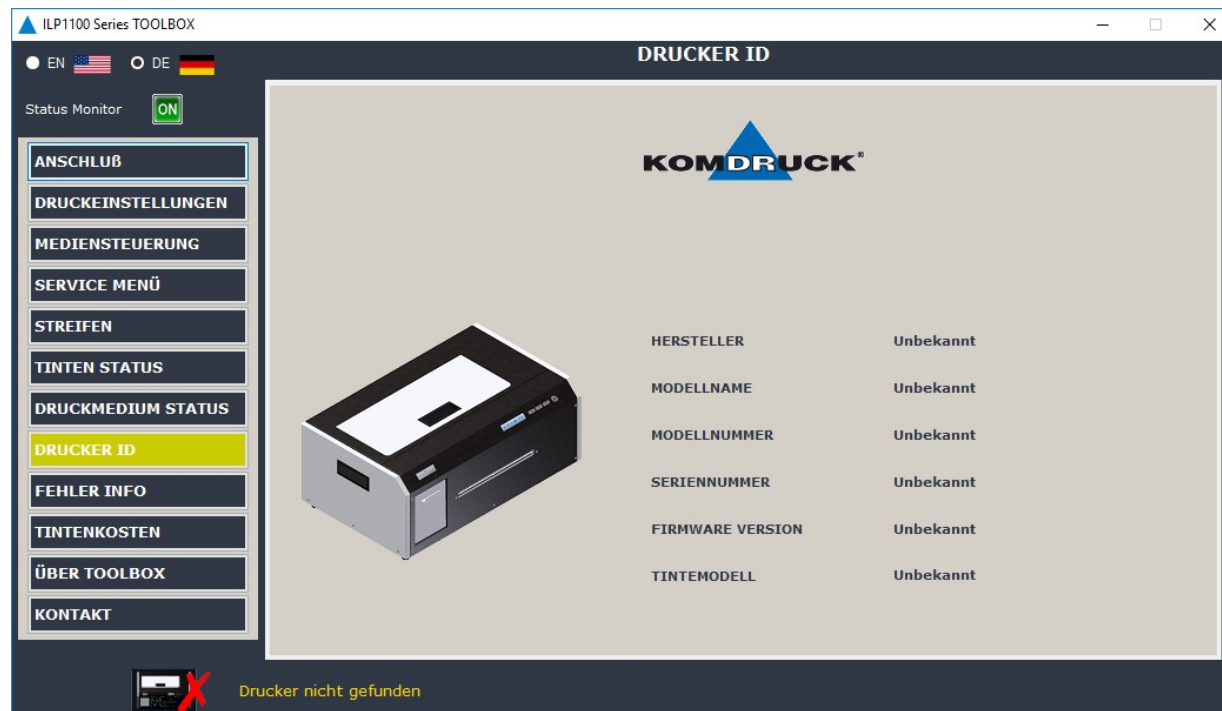 ILP1100 Series TOOLBOX
EN
DE
DRUCKER ID
Status Monitor
ON
ANSCHLUß
DRUCKEINSTELLUNGEN
MEDIENSTEUERUNG
SERVICE MENÜ
STREIFEN
TINTEN STATUS
DRUCKMEDIUM STATUS
DRUCKER ID
FEHLER INFO
TINTENKOSTEN
ÜBER TOOLBOX
KONTAKT
KOMDRUCK®
HERSTELLER Unbekannt
MODELLNAME Unbekannt
MODELLNUMMER Unbekannt
SERIENNUMMER Unbekannt
FIRMWARE VERSION Unbekannt
TINTEMODELL Unbekannt
Drucker nicht gefunden